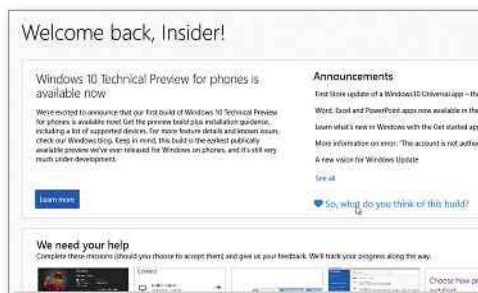 Welcome back, Insider!
Windows 10 Technical Preview for phones is
available now
We're excited to announce that our first build of Windows 10 Technical Preview
for phones is available now! Get the preview build plus installation guidance,
including a list of supported devices. For more feature details and known issues,
check our Windows blog. Keep in mind, this build is the earliest publicly
available preview we've ever released for Windows on phones, and it's still very
much under development.
Learn more
Announcements
First Store update of a Windows10 Universal app – the
Word, Excel and PowerPoint apps now available in the
Learn what's new in Windows with the Get started app
More information on error: "The account is not author
A new vision for Windows Update
See all
So, what do you think of this build?
We need your help
Complete these missions (should you choose to accept them) and give us your feedback. We'll track your progress along the way.
Connect
Choose how pr